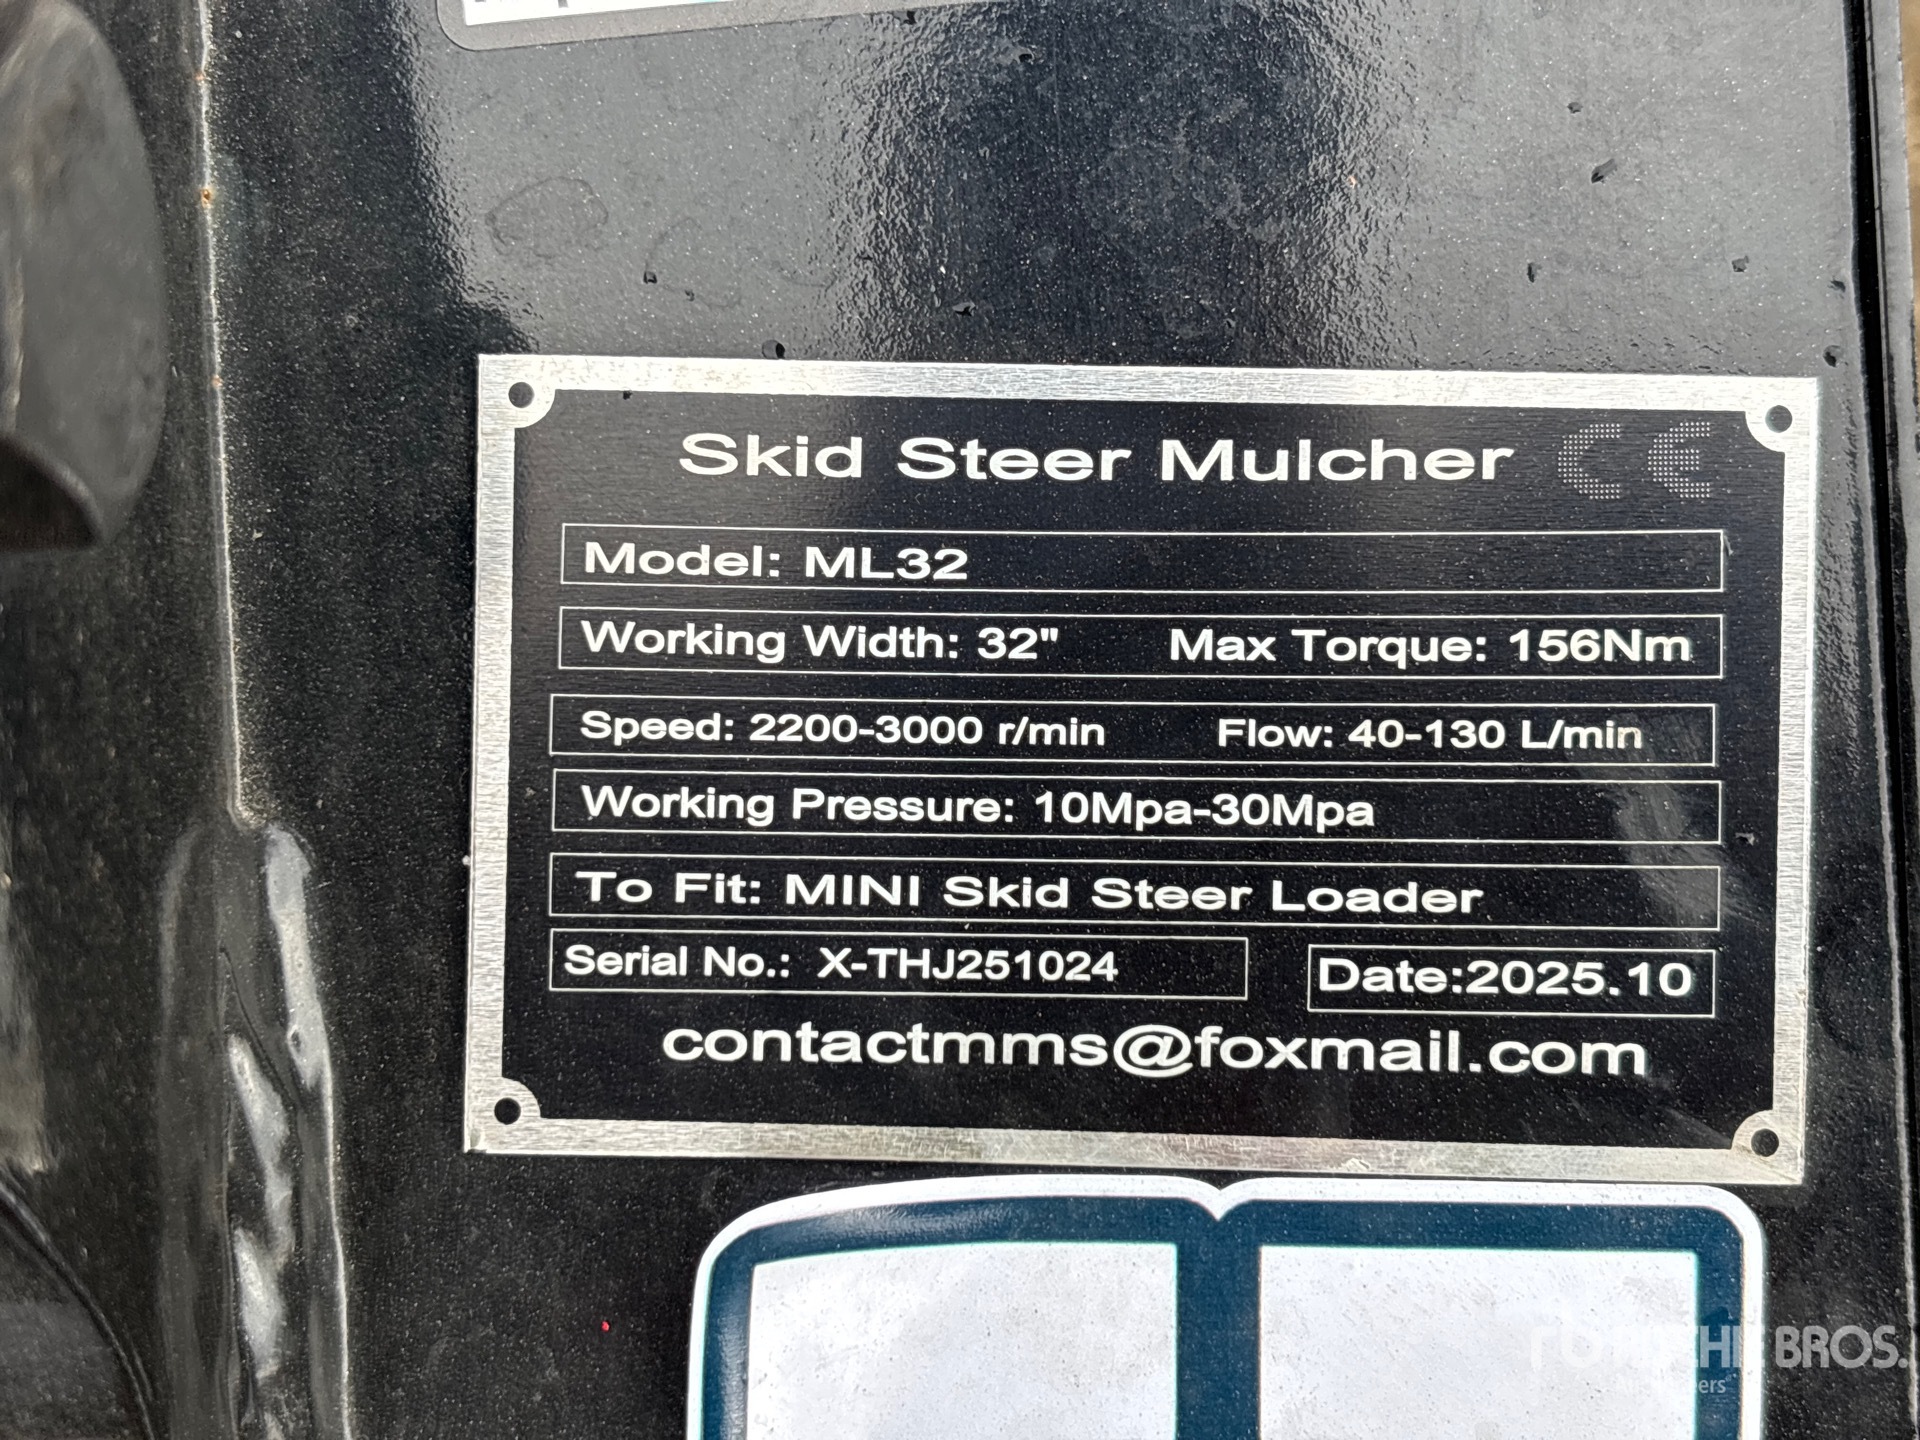 Skid Steer Mulcher CE
Model: ML32
Working Width: 32" Max Torque: 156Nm
Speed: 2200-3000 r/min Flow: 40-130 L/min
Working Pressure: 10Mpa-30Mpa
To Fit: MINI Skid Steer Loader
Serial No.: X-THJ251024 Date:2025.10
contactmms@foxmail.com
BROS.